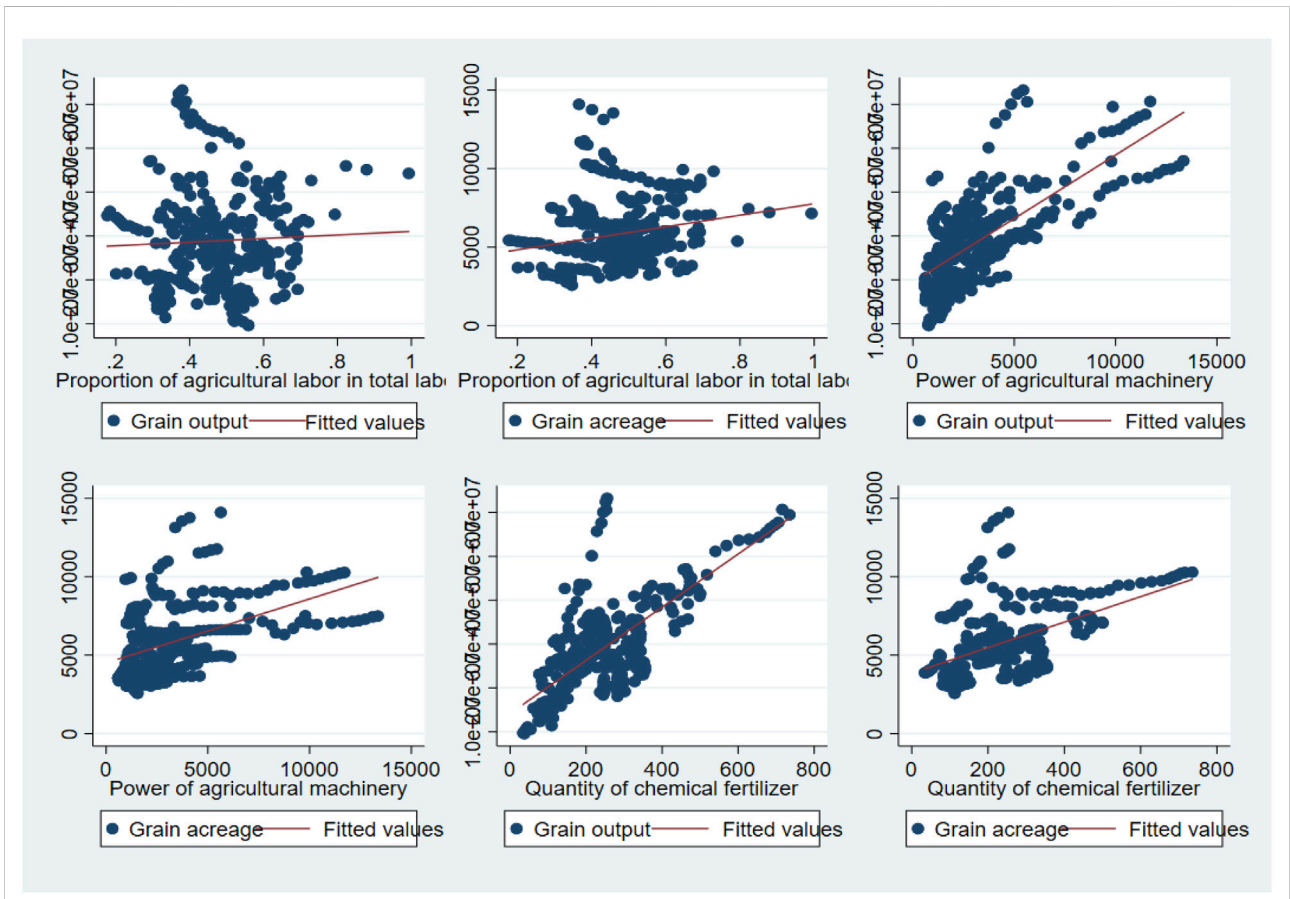 .2 .4 .6 .8 1
Proportion of agricultural labor in total labo
Grain output Fitted values
15000
10000
5000
0
.2 .4 .6 .8 1
Proportion of agricultural labor in total labo
Grain acreage Fitted values
0 5000 10000 15000
Power of agricultural machinery
Grain output Fitted values
15000
10000
5000
0
0 5000 10000 15000
Power of agricultural machinery
Grain acreage Fitted values
0 200 400 600 800
Quantity of chemical fertilizer
Grain output Fitted values
15000
10000
5000
0
0 200 400 600 800
Quantity of chemical fertilizer
Grain acreage Fitted values